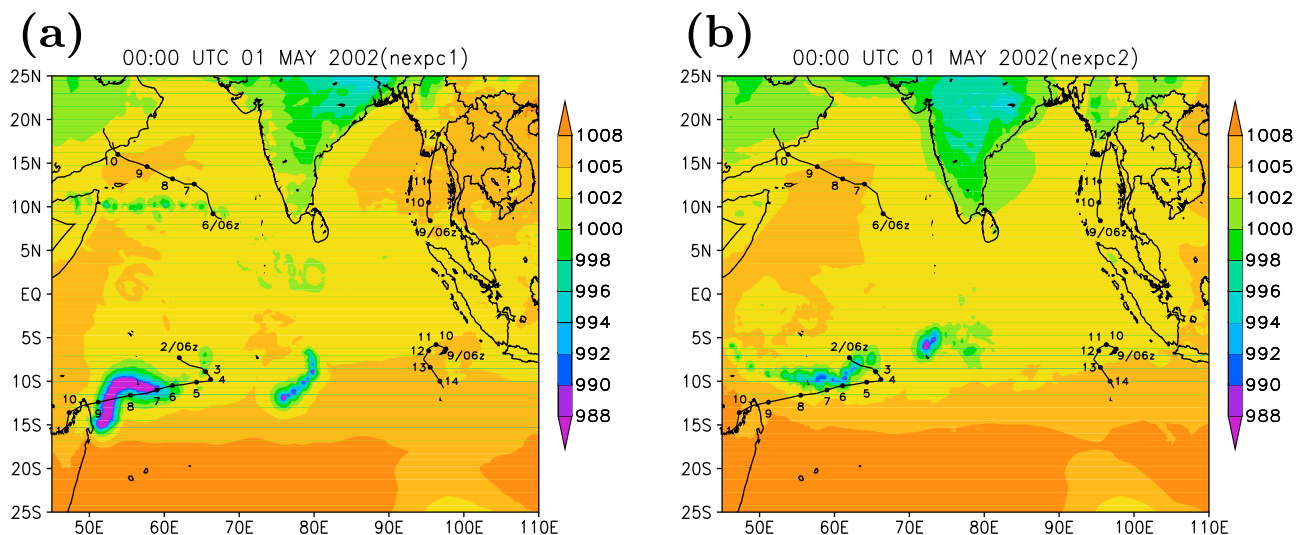 (a)
00:00 UTC 01 MAY 2002(nexpc1)
25N
20N
15N
10N
5N
EQ
5S
10S
15S
20S
25S
50E
60E
70E
80E
90E
100E
110E
10
9
8
7
6/06z
12
11
10
9/06z
2/06z
3
4
5
6
7
8
9
10
11 10
12
9/06z
13
14
1008
1005
1002
1000
998
996
994
992
990
988
(b)
00:00 UTC 01 MAY 2002(nexpc2)
25N
20N
15N
10N
5N
EQ
5S
10S
15S
20S
25S
50E
60E
70E
80E
90E
100E
110E
10
9
8
7
6/06z
12
11
10
9/06z
2/06z
3
4
5
6
7
8
9
10
11 10
12
9/06z
13
14
1008
1005
1002
1000
998
996
994
992
990
988